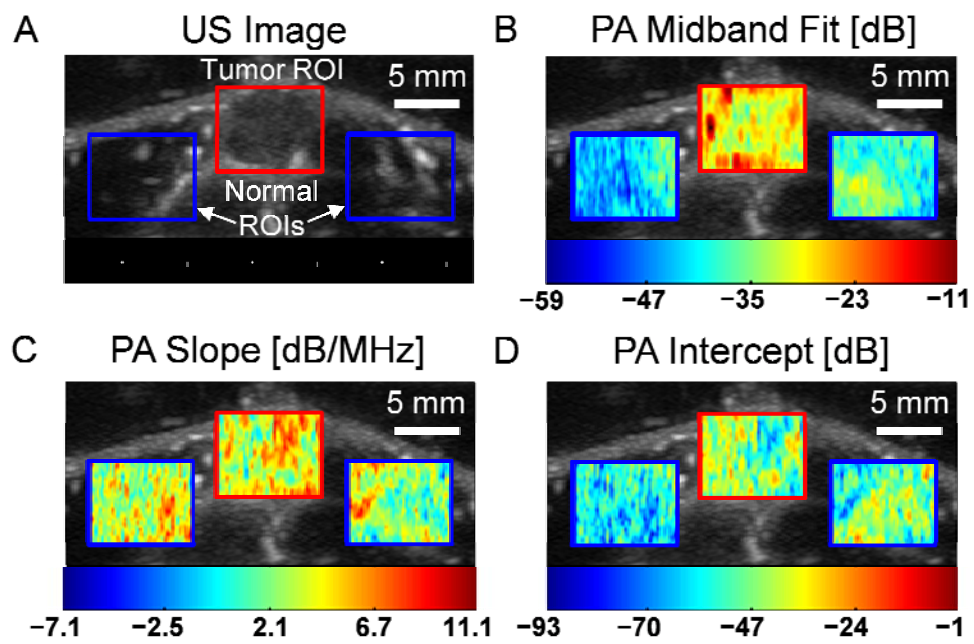 A
US Image
Tumor ROI
5 mm
Normal
ROIs
B
PA Midband Fit [dB]
5 mm
−59 −47 −35 −23 −11
C
PA Slope [dB/MHz]
5 mm
−7.1 −2.5 2.1 6.7 11.1
D
PA Intercept [dB]
5 mm
−93 −70 −47 −24 −1